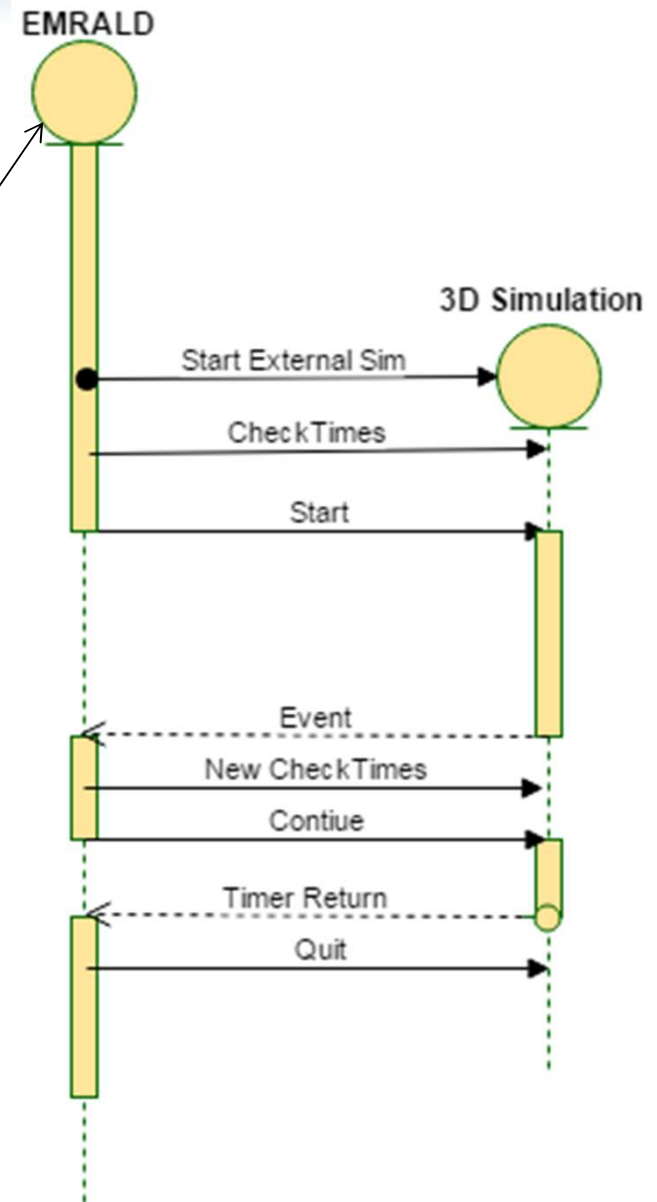 EMRALD
3D Simulation
Start External Sim
CheckTimes
Start
Event
New CheckTimes
Contiue
Timer Return
Quit